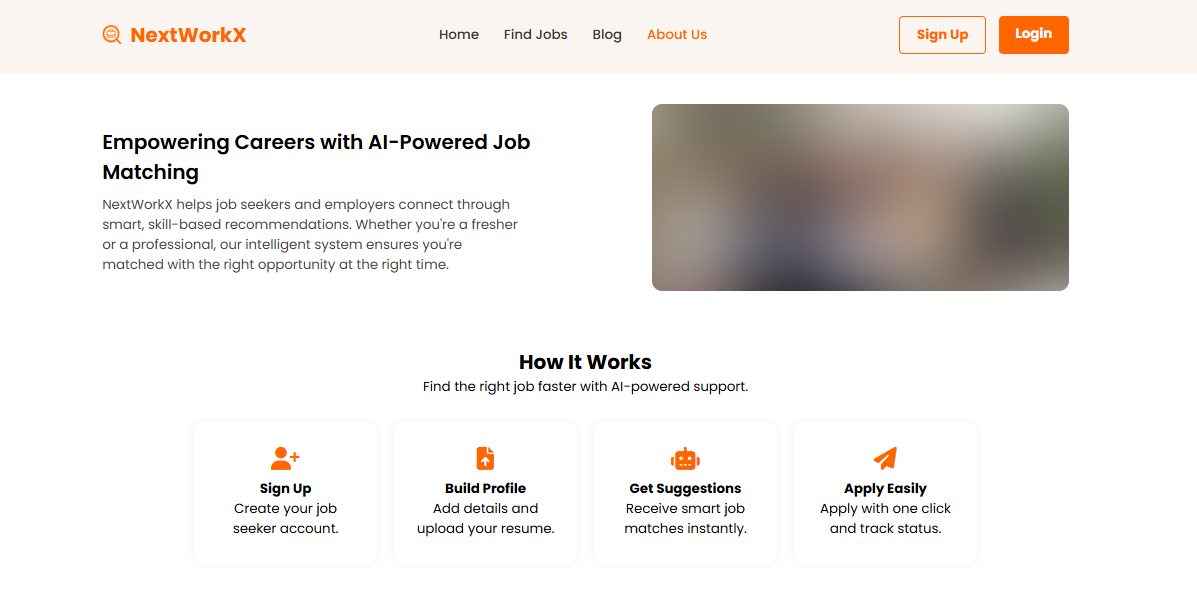 NextWorkX
Home
Find Jobs
Blog
About Us
Sign Up
Login
Empowering Careers with AI-Powered Job
Matching
NextWorkX helps job seekers and employers connect through
smart, skill-based recommendations. Whether you're a fresher
or a professional, our intelligent system ensures you're
matched with the right opportunity at the right time.
How It Works
Find the right job faster with AI-powered support.
Sign Up
Create your job
seeker account.
Build Profile
Add details and
upload your resume.
Get Suggestions
Receive smart job
matches instantly.
Apply Easily
Apply with one click
and track status.